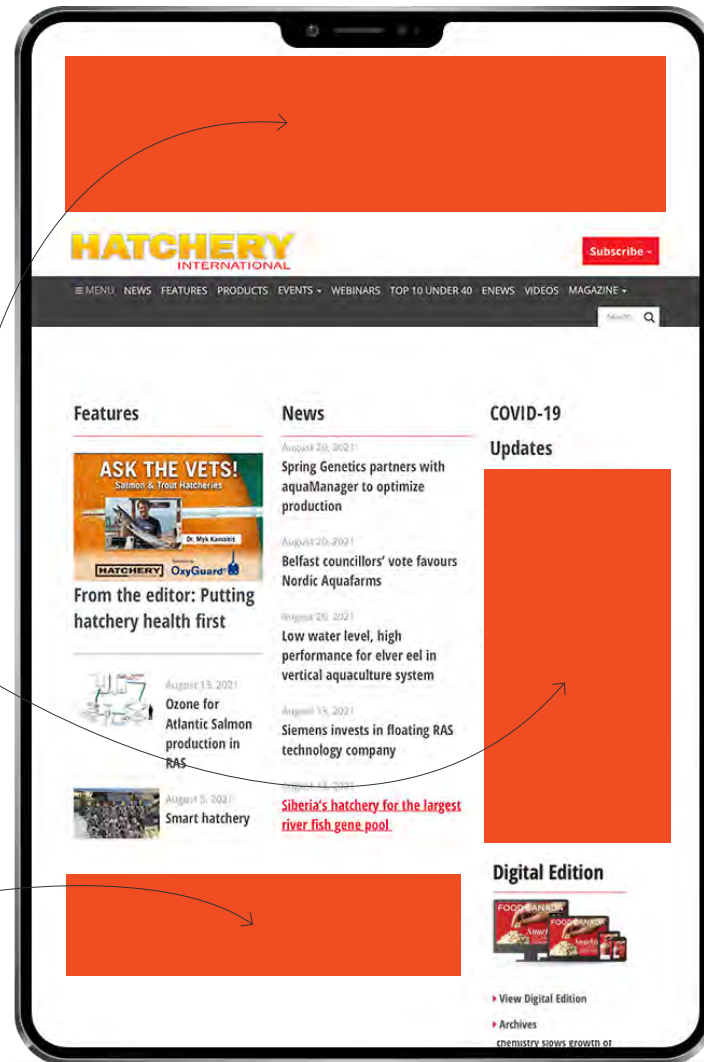 HATCHERY
INTERNATIONAL
Subscribe
MENU NEWS FEATURES PRODUCTS EVENTS WEBINARS TOP 10 UNDER 40 ENEWS VIDEOS MAGAZINE
Search
Features
ASK THE VETS!
Salmon & Trout Hatcheries
Dr. Myk Kamaitis
HATCHERY
OxyGuard
From the editor: Putting
hatchery health first
August 13, 2021
Ozone for
Atlantic Salmon
production in
RAS
August 5, 2021
Smart hatchery
News
August 20, 2021
Spring Genetics partners with
aquaManager to optimize
production
August 20, 2021
Belfast councillors' vote favours
Nordic Aquafarms
August 20, 2021
Low water level, high
performance for elver eel in
vertical aquaculture system
August 13, 2021
Siemens invests in floating RAS
technology company
August 13, 2021
Siberia's hatchery for the largest
river fish gene pool
COVID-19
Updates
Digital Edition
FOOD CANADA
View Digital Edition
Archives
chemistry slows growth of